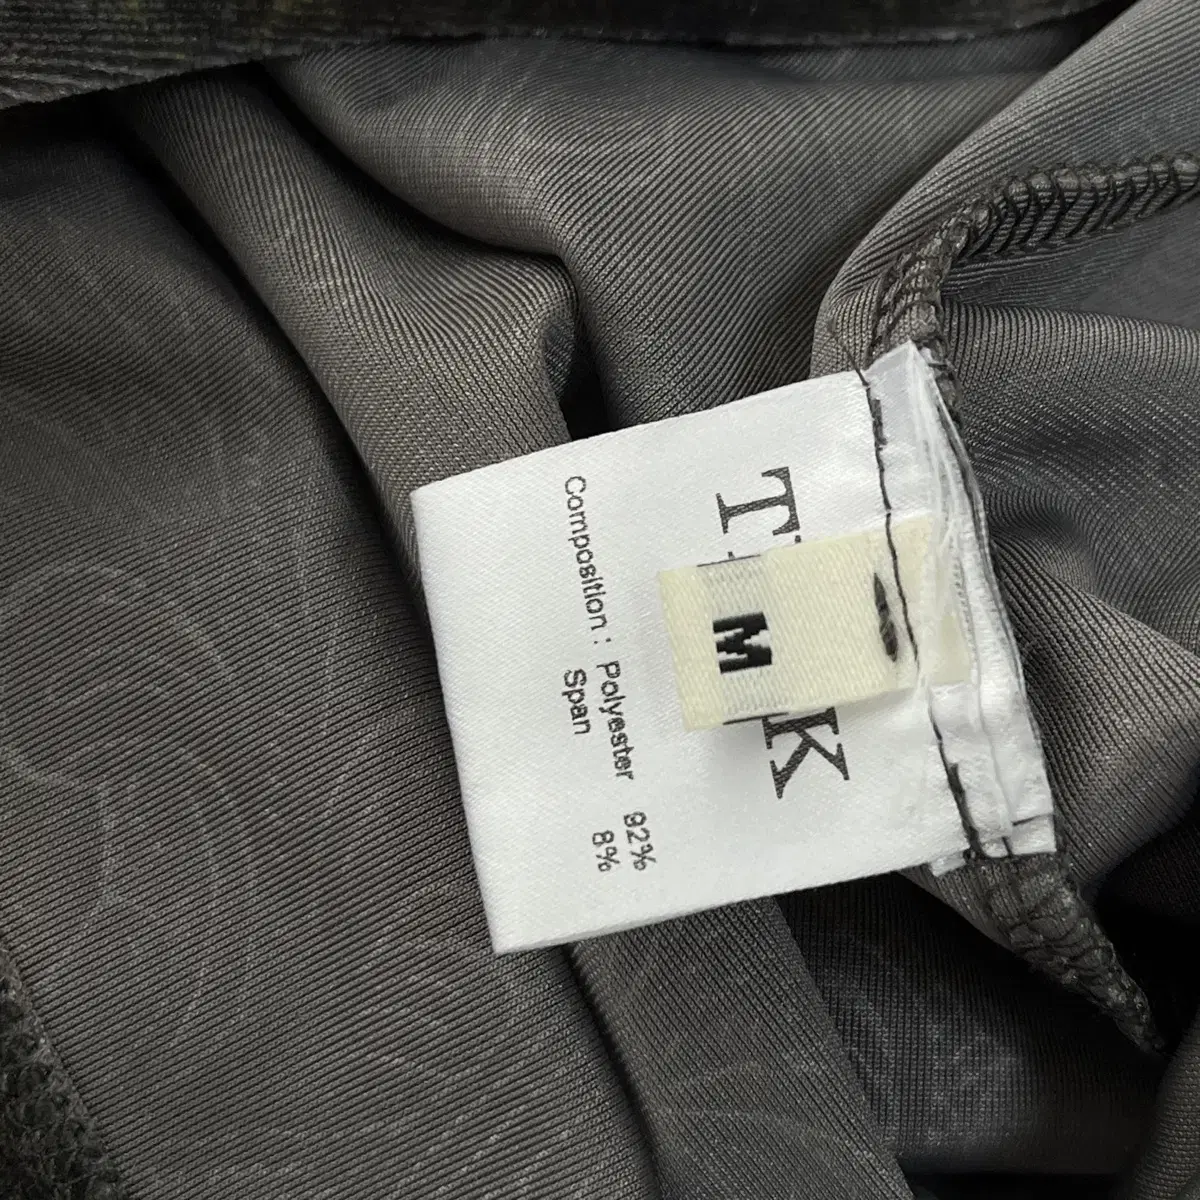 M
Composition : Polyester 92%
Span 8%